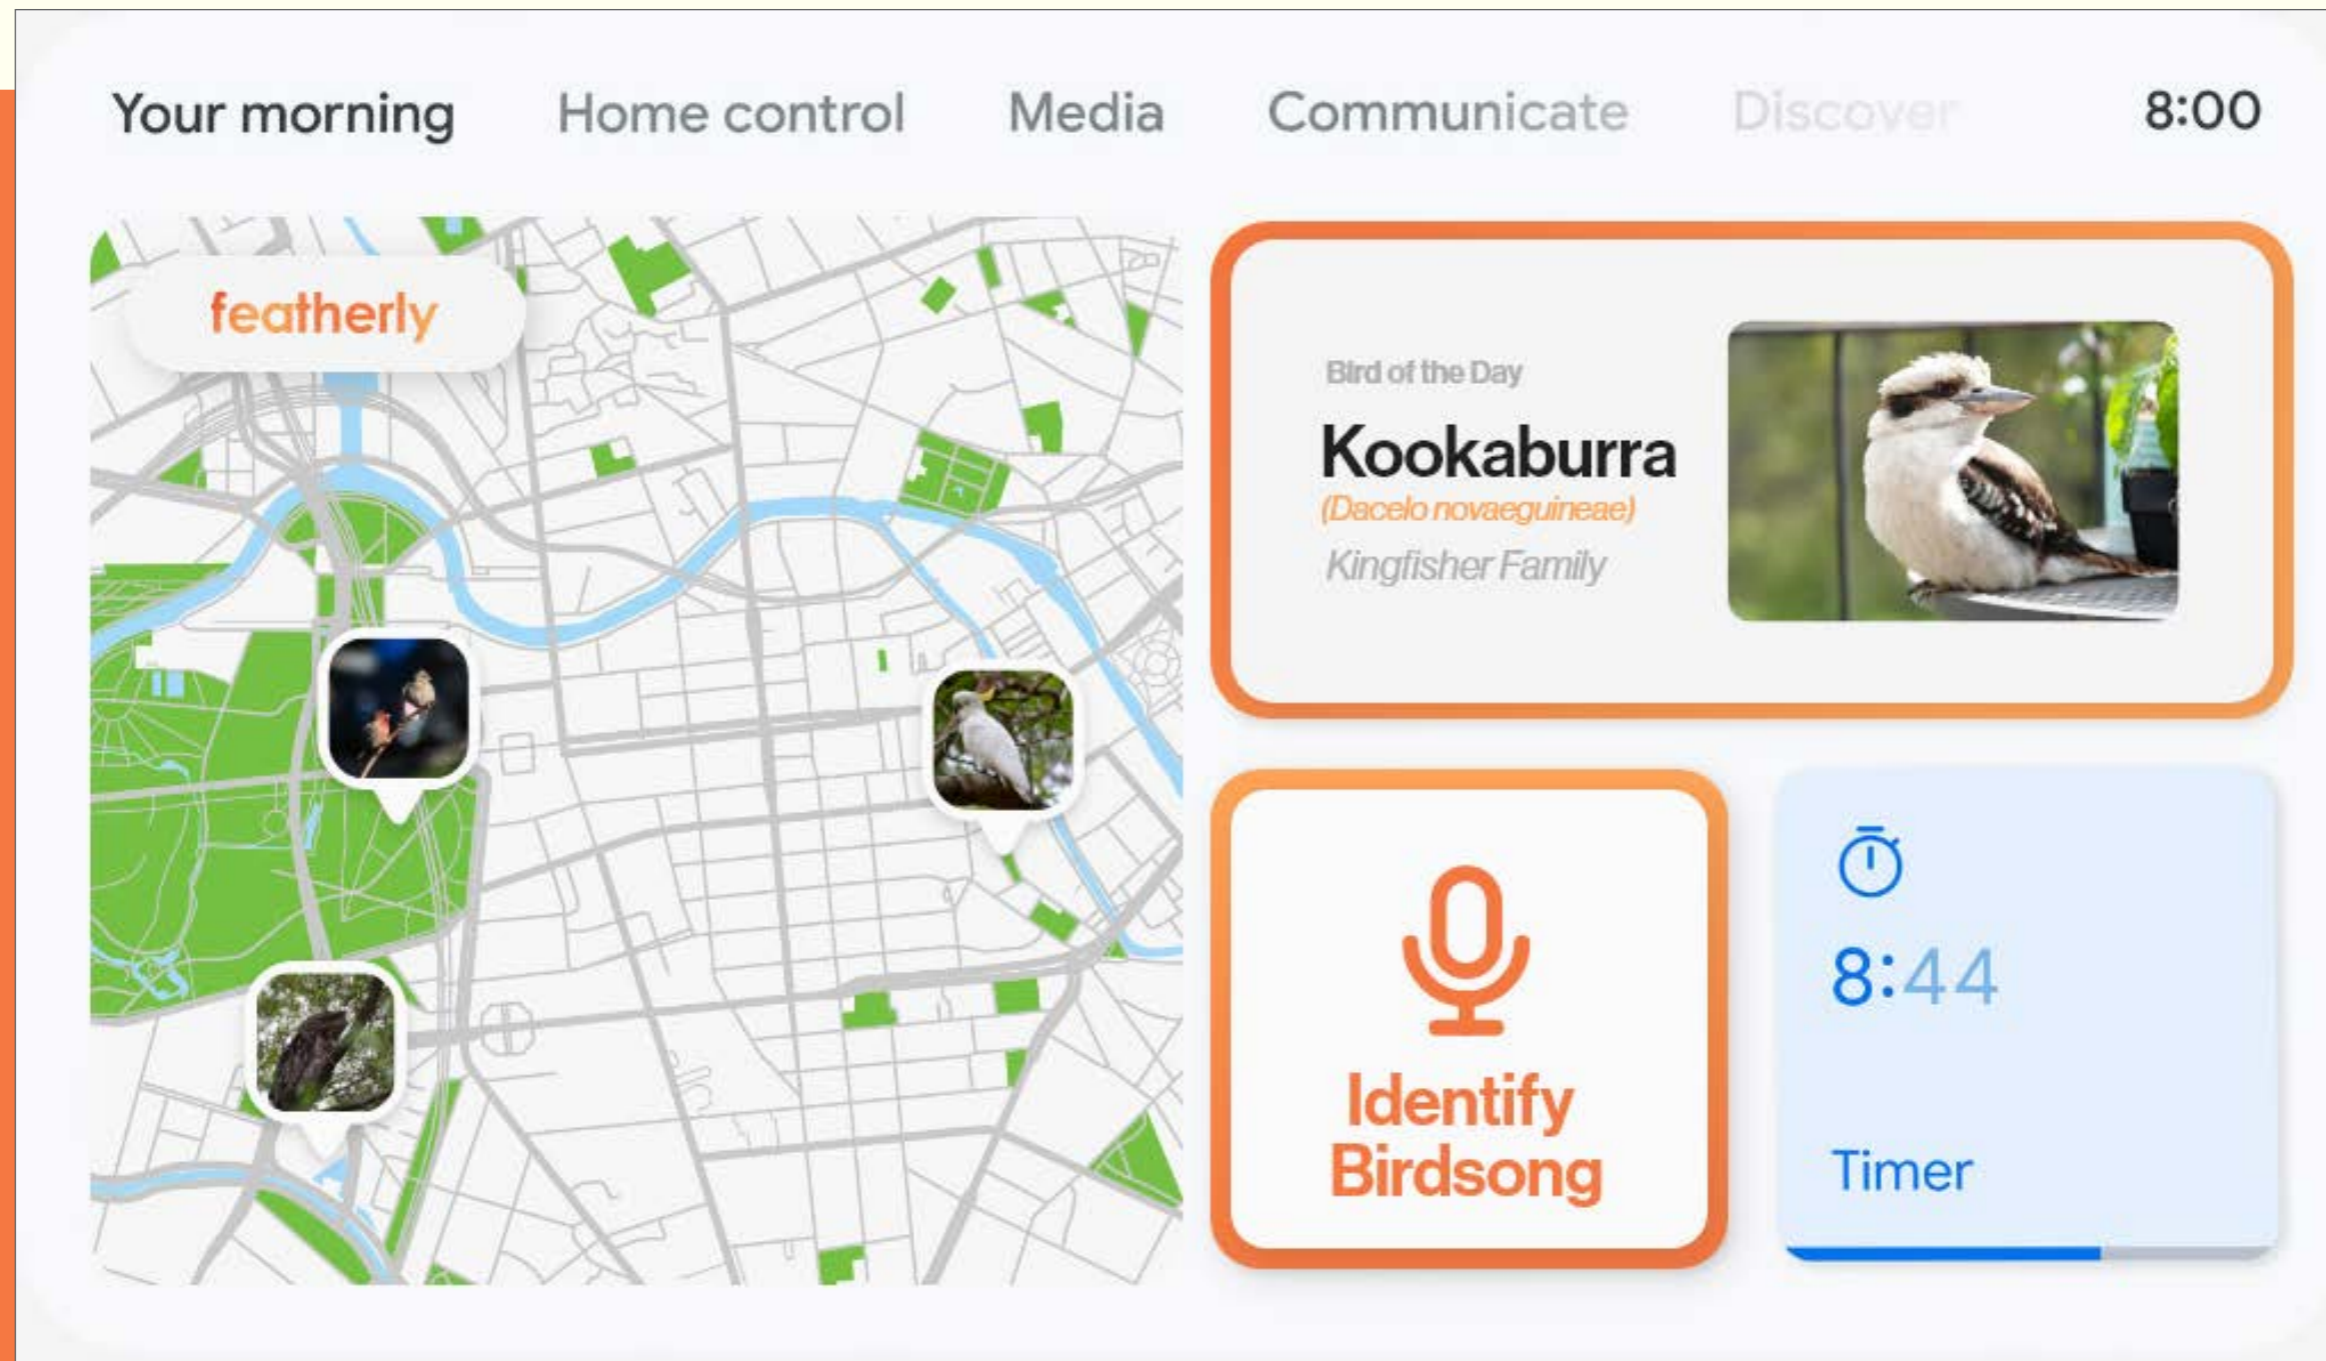 Your morning
Home control
Media
Communicate
Discover
8:00
featherly
Bird of the Day
Kookaburra
(Dacelo novaeguineae)
Kingfisher Family
Identify
Birdsong
8:44
Timer